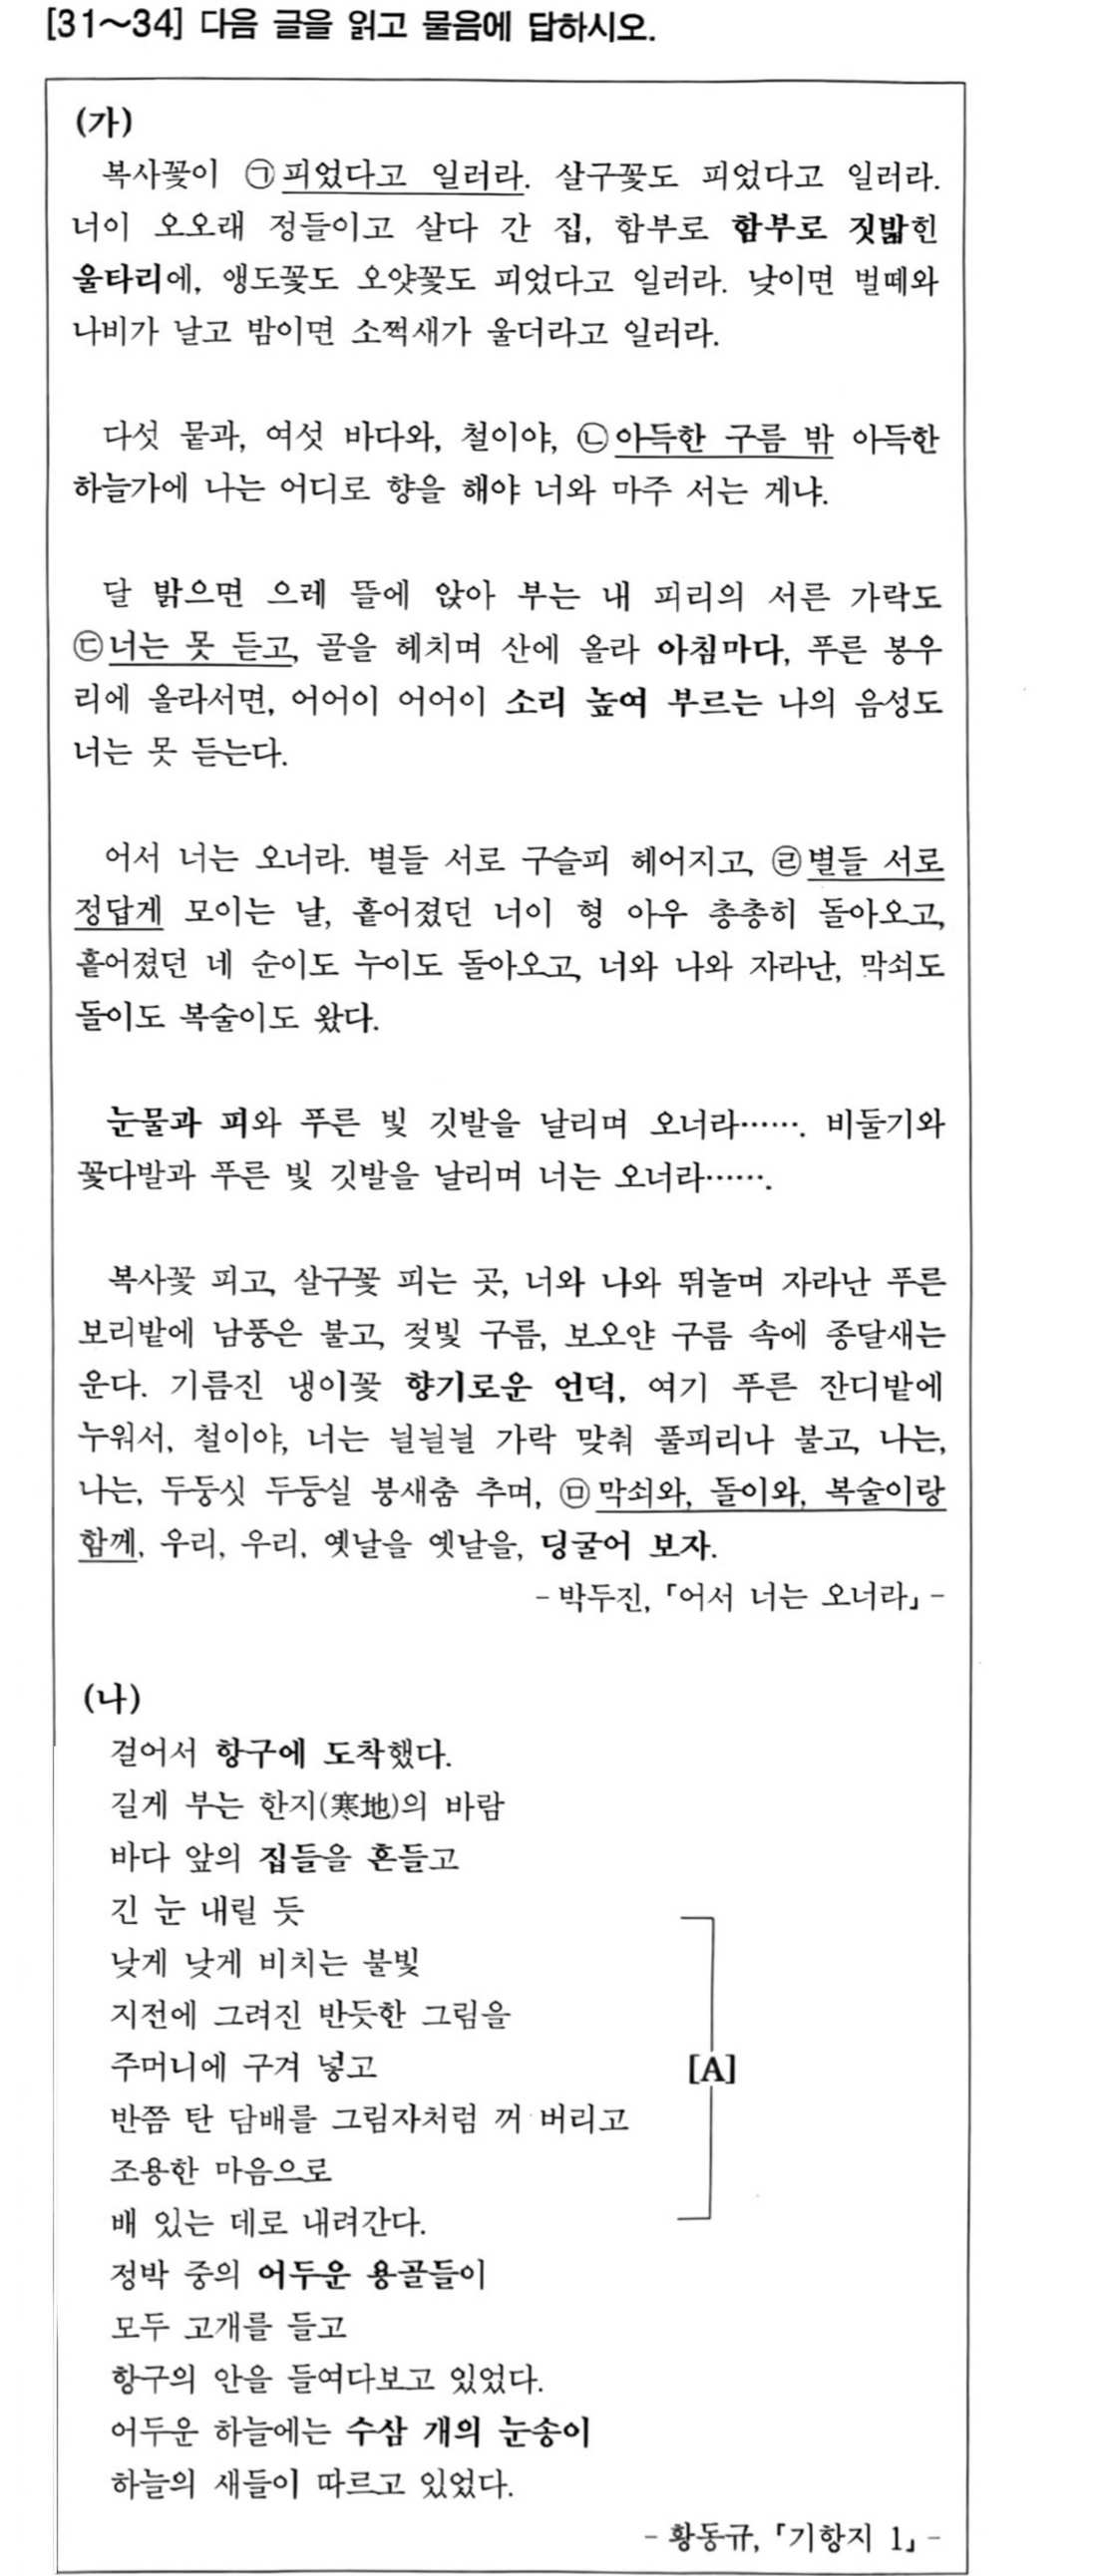 [31～34] 다음 글을 읽고 물음에 답하시오.
(가)
복사꽃이 ㉠피었다고 일러라. 살구꽃도 피었다고 일러라.
너이 오오래 정들이고 살다 간 집, 함부로 함부로 짓밟힌
울타리에, 앵도꽃도 오얏꽃도 피었다고 일러라. 낮이면 벌떼와
나비가 날고 밤이면 소쩍새가 울더라고 일러라.
다섯 뭍과, 여섯 바다와, 철이야, ㉡아득한 구름 밖 아득한
하늘가에 나는 어디로 향을 해야 너와 마주 서는 게냐.
달 밝으면 으레 뜰에 앉아 부는 내 피리의 서른 가락도
㉢너는 못 듣고, 골을 헤치며 산에 올라 아침마다, 푸른 봉우
리에 올라서면, 어어이 어어이 소리 높여 부르는 나의 음성도
너는 못 듣는다.
어서 너는 오너라. 별들 서로 구슬피 헤어지고, ㉣별들 서로
정답게 모이는 날, 흩어졌던 너이 형 아우 총총히 돌아오고,
흩어졌던 네 순이도 누이도 돌아오고, 너와 나와 자라난, 막쇠도
돌이도 복술이도 왔다.
눈물과 피와 푸른 빛 깃발을 날리며 오너라……. 비둘기와
꽃다발과 푸른 빛 깃발을 날리며 너는 오너라…….
복사꽃 피고, 살구꽃 피는 곳, 너와 나와 뛰놀며 자라난 푸른
보리밭에 남풍은 불고, 젖빛 구름, 보오얀 구름 속에 종달새는
운다. 기름진 냉이꽃 향기로운 언덕, 여기 푸른 잔디밭에
누워서, 철이야, 너는 늴늴늴 가락 맞춰 풀피리나 불고, 나는,
나는, 두둥싯 두둥실 붕새춤 추며, ㉤막쇠와, 돌이와, 복술이랑
함께, 우리, 우리, 옛날을 옛날을, 딩굴어 보자.
- 박두진, 「어서 너는 오너라」 -
(나)
걸어서 항구에 도착했다.
길게 부는 한지(寒地)의 바람
바다 앞의 집들을 흔들고
긴 눈 내릴 듯
낮게 낮게 비치는 불빛
지전에 그려진 반듯한 그림을
주머니에 구겨 넣고
[A]
반쯤 탄 담배를 그림자처럼 꺼 버리고
조용한 마음으로
배 있는 데로 내려간다.
정박 중의 어두운 용골들이
모두 고개를 들고
항구의 안을 들여다보고 있었다.
어두운 하늘에는 수삼 개의 눈송이
하늘의 새들이 따르고 있었다.
- 황동규, 「기항지 1」 -